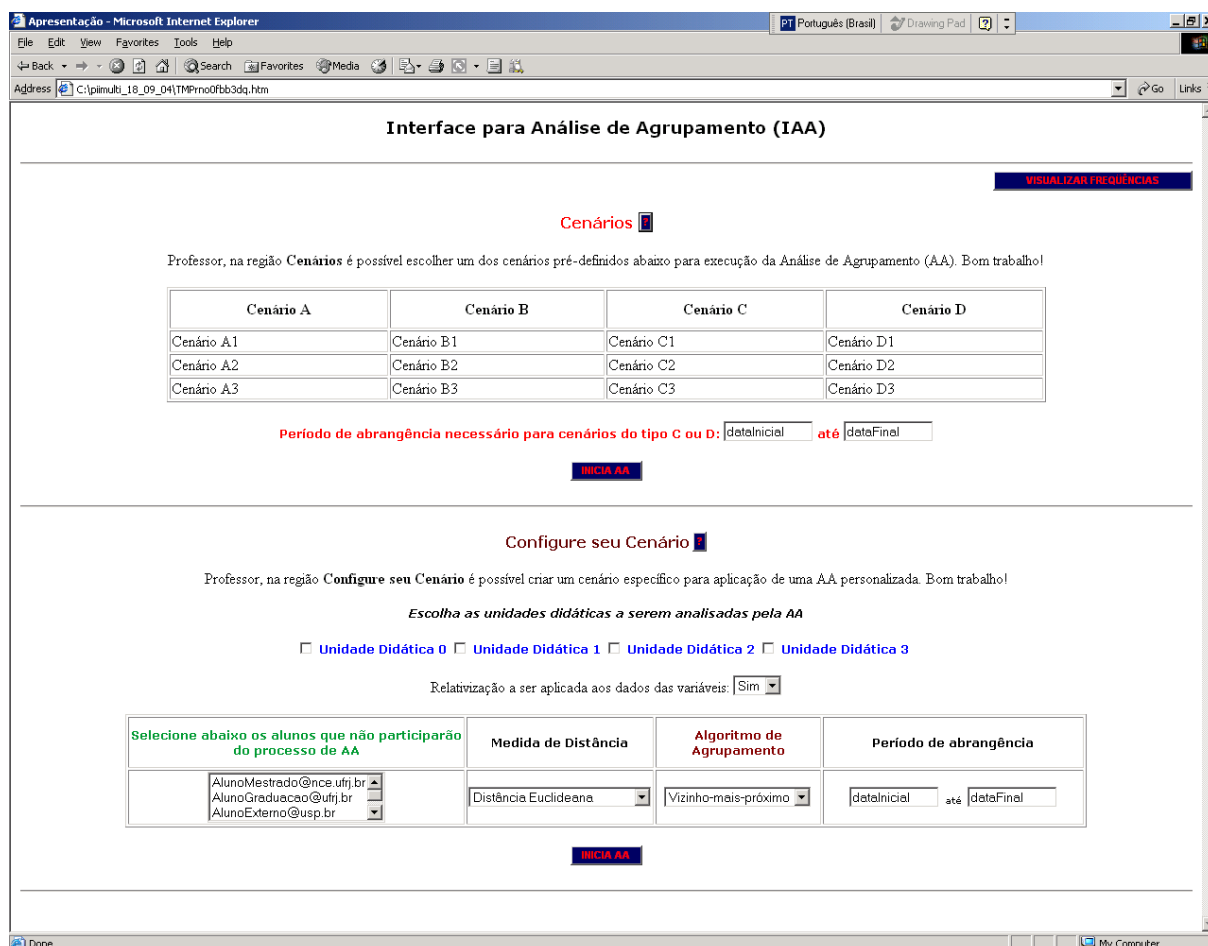 Apresentação - Microsoft Internet Explorer
PT Português (Brasil) Drawing Pad
File Edit View Favorites Tools Help
Back Search Favorites Media
Address C:\piimulti_18_09_04\TMPrno0fbb3dq.htm Go Links
Interface para Análise de Agrupamento (IAA)
VISUALIZAR FREQUÊNCIAS
Cenários ?
Professor, na região Cenários é possível escolher um dos cenários pré-definidos abaixo para execução da Análise de Agrupamento (AA). Bom trabalho!
Cenário A Cenário B Cenário C Cenário D
Cenário A1 Cenário B1 Cenário C1 Cenário D1
Cenário A2 Cenário B2 Cenário C2 Cenário D2
Cenário A3 Cenário B3 Cenário C3 Cenário D3
Período de abrangência necessário para cenários do tipo C ou D: dataInicial até dataFinal
INICIA AA
Configure seu Cenário ?
Professor, na região Configure seu Cenário é possível criar um cenário específico para aplicação de uma AA personalizada. Bom trabalho!
Escolha as unidades didáticas a serem analisadas pela AA
Unidade Didática 0 Unidade Didática 1 Unidade Didática 2 Unidade Didática 3
Relativização a ser aplicada aos dados das variáveis: Sim
Selecione abaixo os alunos que não participarão
do processo de AA
Medida de Distância
Algoritmo de
Agrupamento
Período de abrangência
AlunoMestrado@nce.ufrj.br
AlunoGraduacao@ufrj.br
AlunoExterno@usp.br
Distância Euclideana
Vizinho-mais-próximo
dataInicial até dataFinal
INICIA AA
Done My Computer